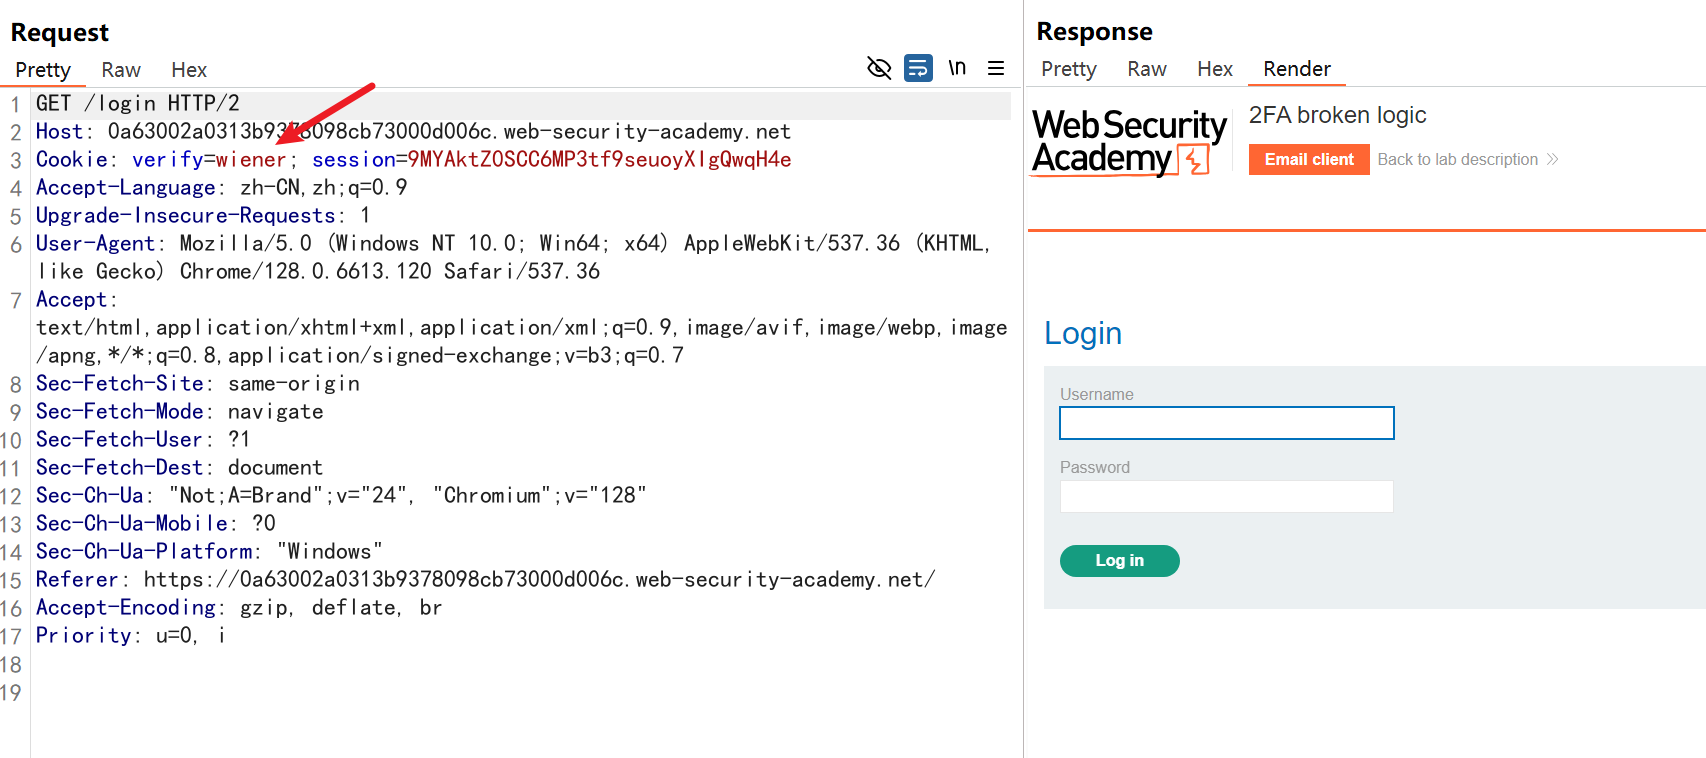 Request
Pretty Raw Hex
\n
1 GET /login HTTP/2
2 Host: 0a63002a0313b9378098cb73000d006c.web-security-academy.net
3 Cookie: verify=wiener; session=9MYAktZ0SCC6MP3tf9seuoyXIgQwqH4e
4 Accept-Language: zh-CN,zh;q=0.9
5 Upgrade-Insecure-Requests: 1
6 User-Agent: Mozilla/5.0 (Windows NT 10.0; Win64; x64) AppleWebKit/537.36 (KHTML,
like Gecko) Chrome/128.0.6613.120 Safari/537.36
7 Accept:
text/html,application/xhtml+xml,application/xml;q=0.9,image/avif,image/webp,image
/apng,*/*;q=0.8,application/signed-exchange;v=b3;q=0.7
8 Sec-Fetch-Site: same-origin
9 Sec-Fetch-Mode: navigate
10 Sec-Fetch-User: ?1
11 Sec-Fetch-Dest: document
12 Sec-Ch-Ua: "Not;A=Brand";v="24", "Chromium";v="128"
13 Sec-Ch-Ua-Mobile: ?0
14 Sec-Ch-Ua-Platform: "Windows"
15 Referer: https://0a63002a0313b9378098cb73000d006c.web-security-academy.net/
16 Accept-Encoding: gzip, deflate, br
17 Priority: u=0, i
18
19
Response
Pretty Raw Hex Render
Web Security
Academy
2FA broken logic
Email client Back to lab description
Login
Username
Password
Log in